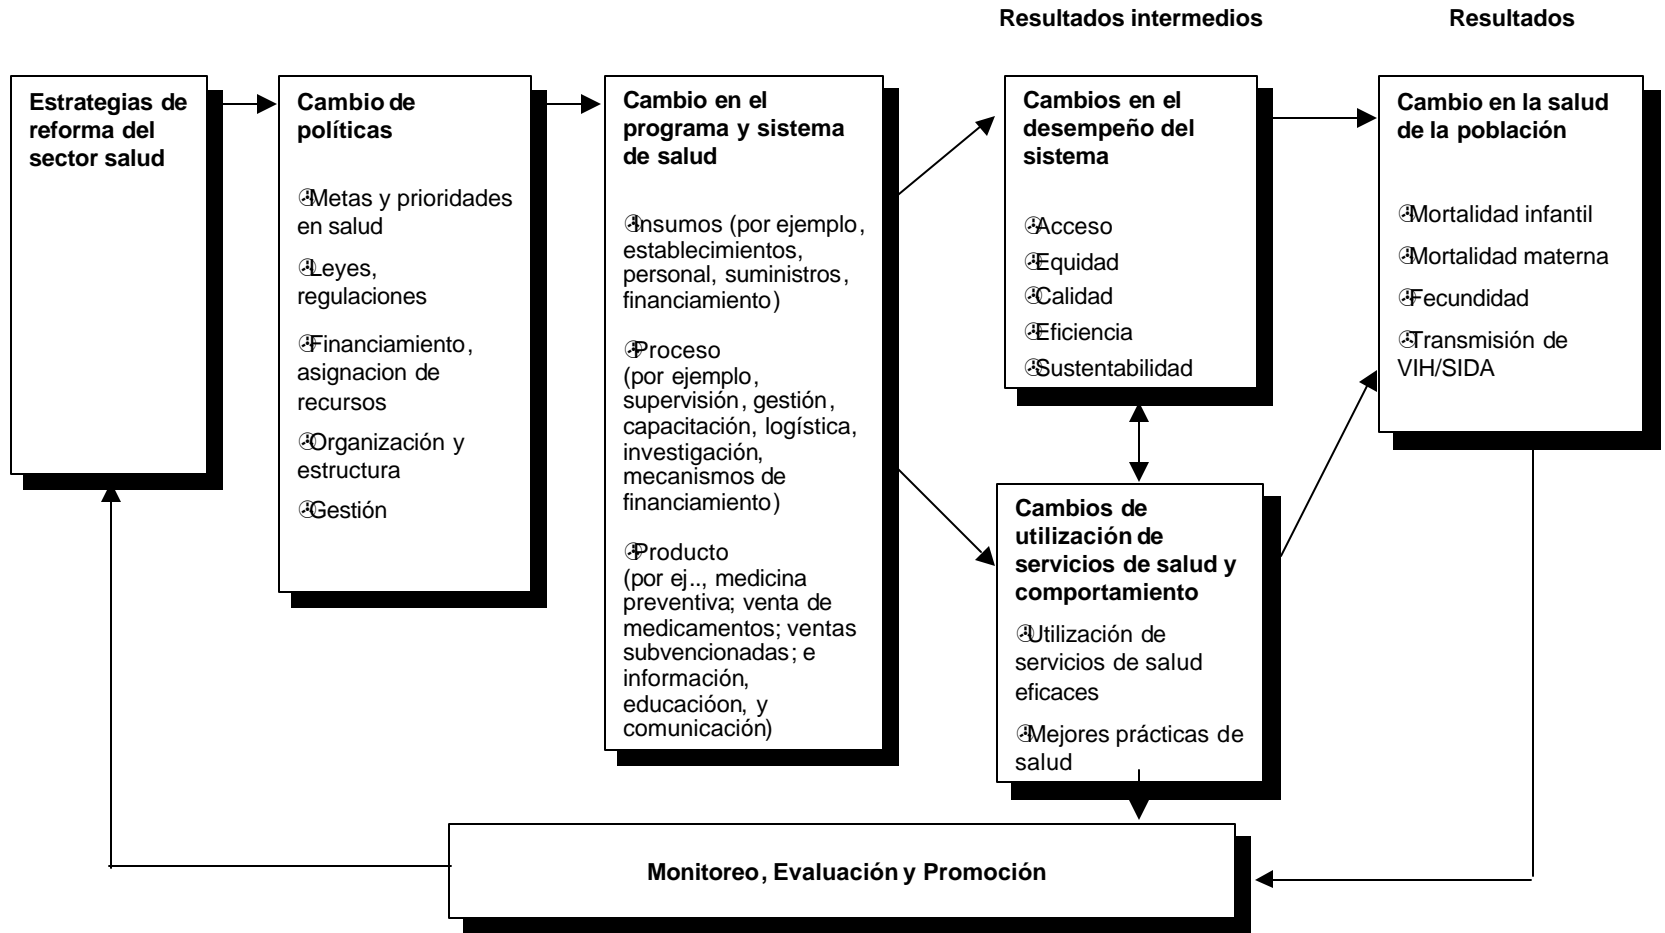 Resultados intermedios
Resultados
Estrategias de
reforma del
sector salud
Cambio de
políticas
Metas y prioridades
en salud
Leyes,
regulaciones
Financiamiento,
asignacion de
recursos
Organización y
estructura
Gestión
Cambio en el
programa y sistema
de salud
Insumos (por ejemplo,
establecimientos,
personal, suministros,
financiamiento)
Proceso
(por ejemplo,
supervisión, gestión,
capacitación, logística,
investigación,
mecanismos de
financiamiento)
Producto
(por ej.., medicina
preventiva; venta de
medicamentos; ventas
subvencionadas; e
información,
educacióon, y
comunicación)
Cambios en el
desempeño del
sistema
Acceso
Equidad
Calidad
Eficiencia
Sustentabilidad
Cambios de
utilización de
servicios de salud y
comportamiento
Utilización de
servicios de salud
eficaces
Mejores prácticas de
salud
Cambio en la salud
de la población
Mortalidad infantil
Mortalidad materna
Fecundidad
Transmisión de
VIH/SIDA
Monitoreo, Evaluación y Promoción